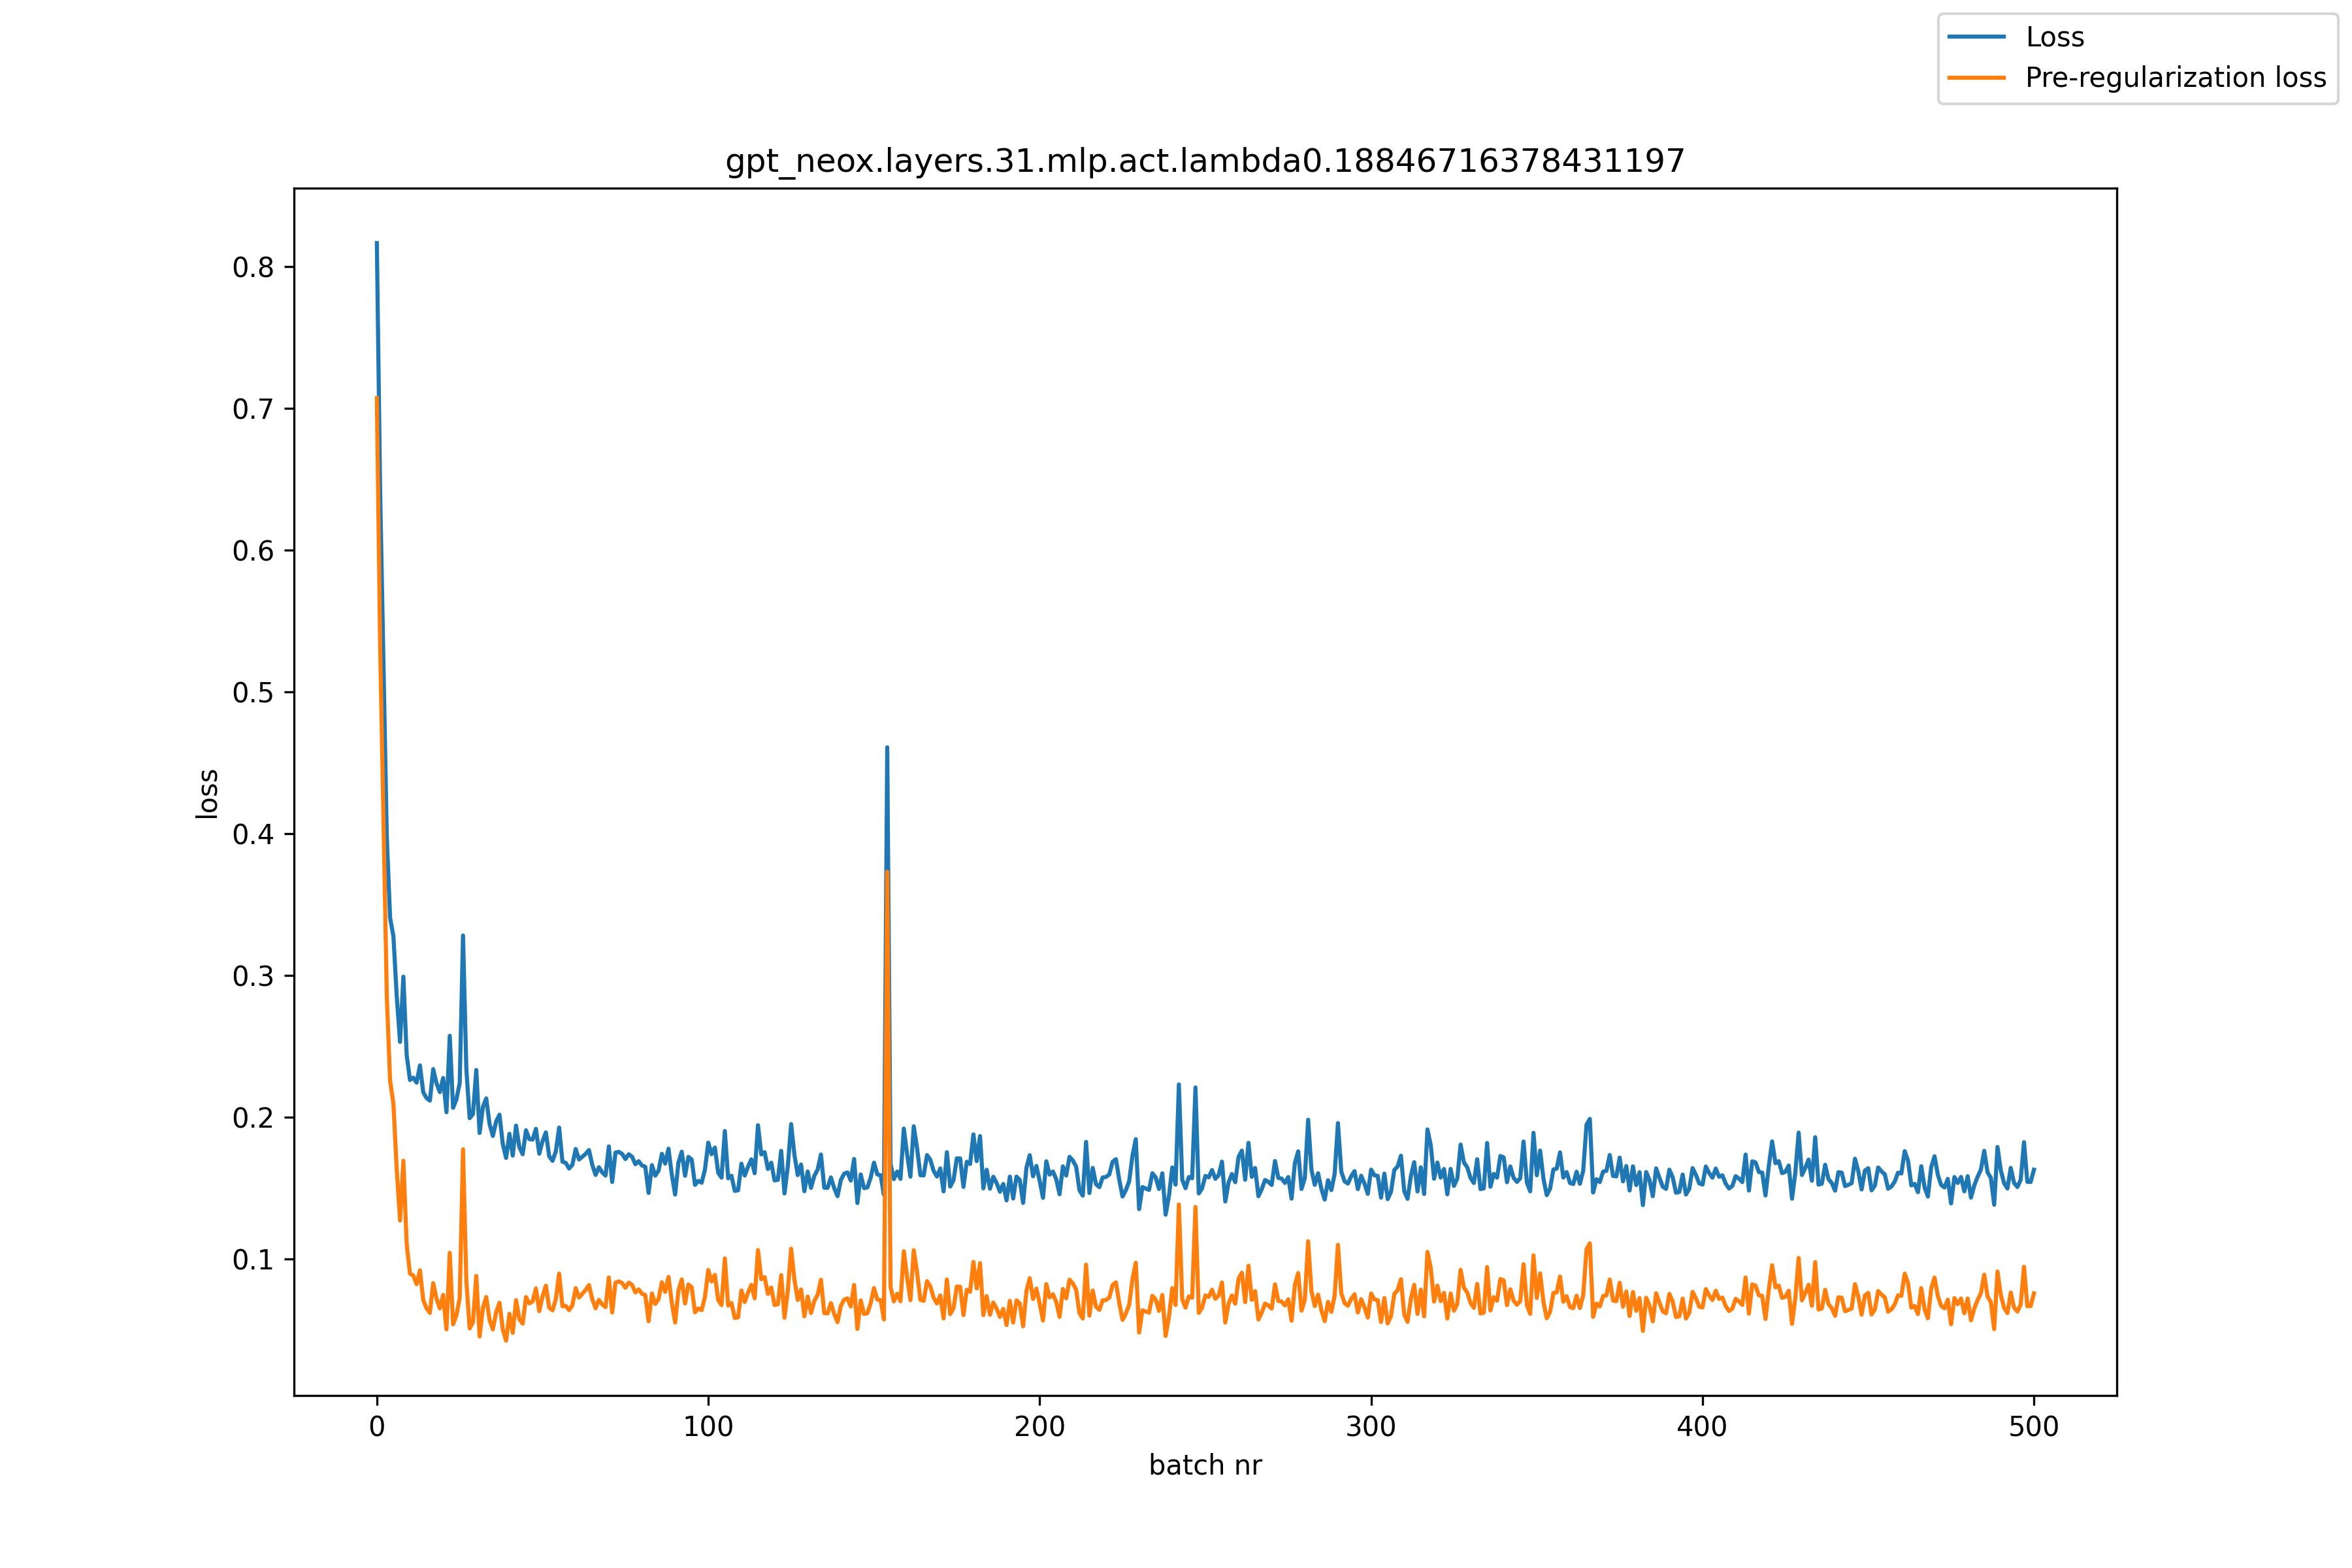 Loss
Pre-regularization loss
gpt_neox.layers.31.mlp.act.lambda0.18846716378431197
0.8
0.7
0.6
0.5
0.4
0.3
0.2
0.1
loss
0 100 200 300 400 500
batch nr